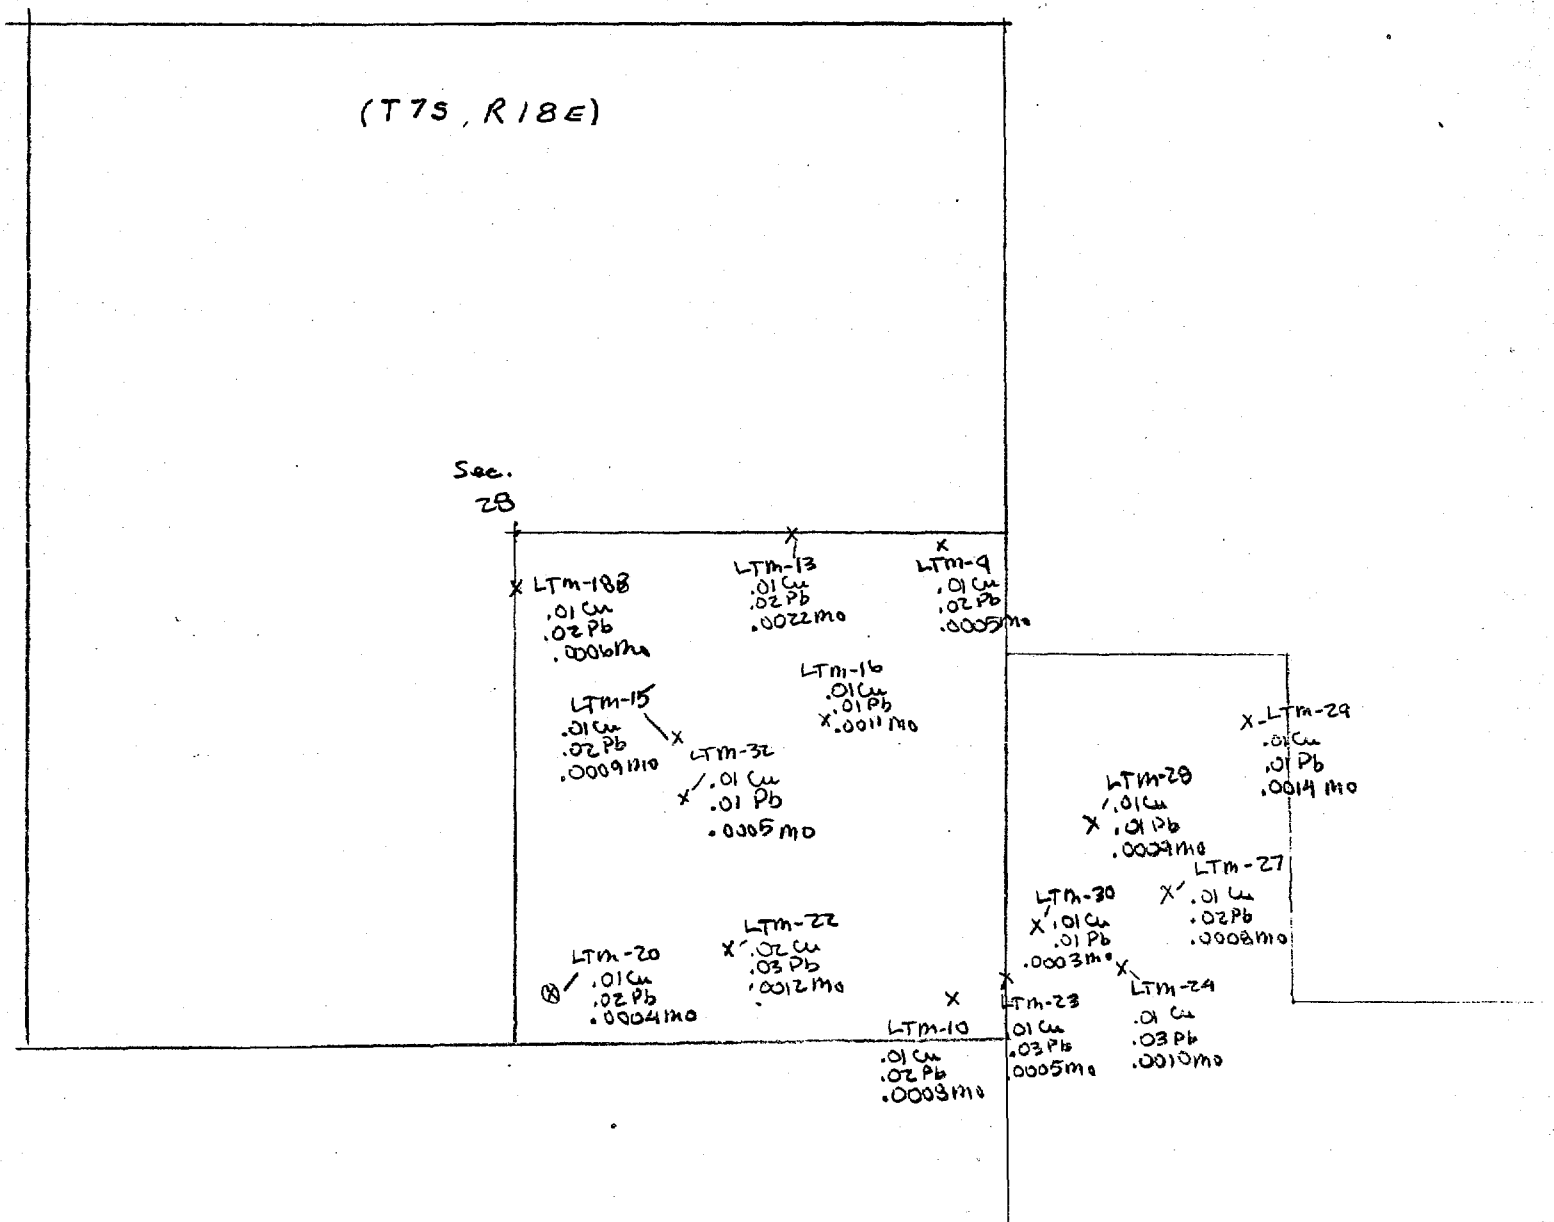 (T7S, R18E)
Sec.
28
LTM-18B
.01 Cu
.02 Pb
.0006 Mo
LTM-13
.01 Cu
.02 Pb
.0022 Mo
LTM-9
.01 Cu
.02 Pb
.0005 Mo
LTM-15
.01 Cu
.02 Pb
.0009 Mo
LTM-16
.01 Cu
.01 Pb
.0011 Mo
LTM-32
.01 Cu
.01 Pb
.0005 Mo
LTM-29
.01 Cu
.01 Pb
.0014 Mo
LTM-28
.01 Cu
.01 Pb
.0009 Mo
LTM-27
.01 Cu
.02 Pb
.0008 Mo
LTM-30
.01 Cu
.01 Pb
.0003 Mo
LTM-22
.02 Cu
.03 Pb
.0012 Mo
LTM-20
.01 Cu
.02 Pb
.0004 Mo
LTM-10
.01 Cu
.02 Pb
.0008 Mo
LTM-23
.01 Cu
.03 Pb
.0005 Mo
LTM-24
.01 Cu
.03 Pb
.0010 Mo